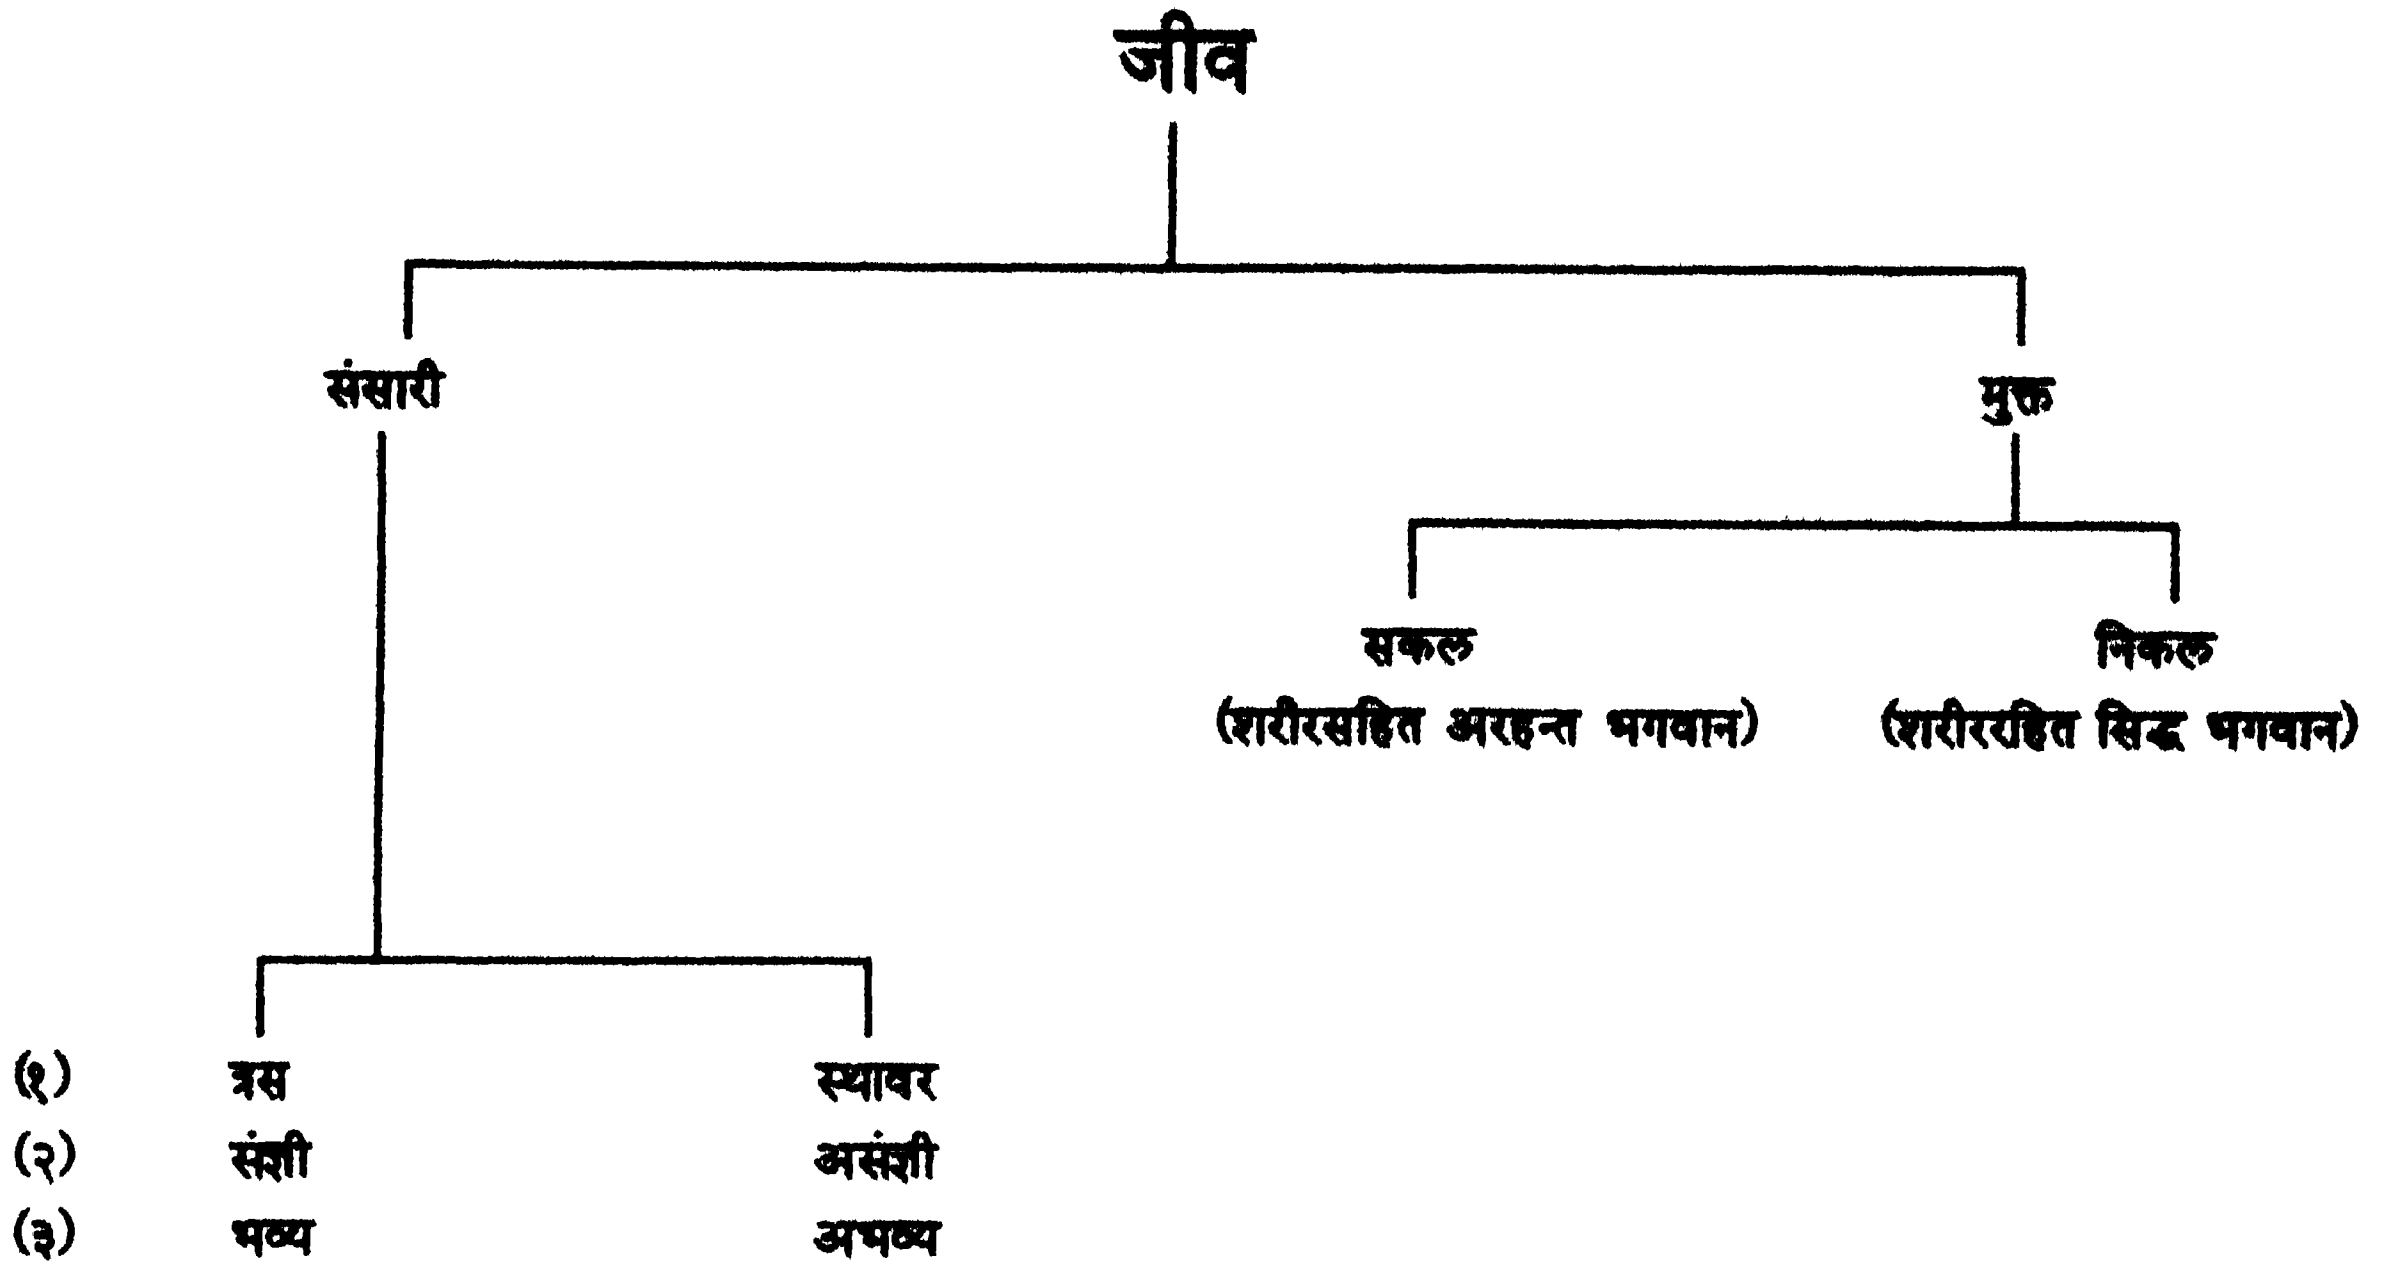 जीव
संसारी
मुक्त
सकल
निकल
(शरीरसहित अरहन्त भगवान)
(शरीररहित सिद्ध भगवान)
(१) त्रस स्थावर
(२) संज्ञी असंज्ञी
(३) भव्य अभव्य